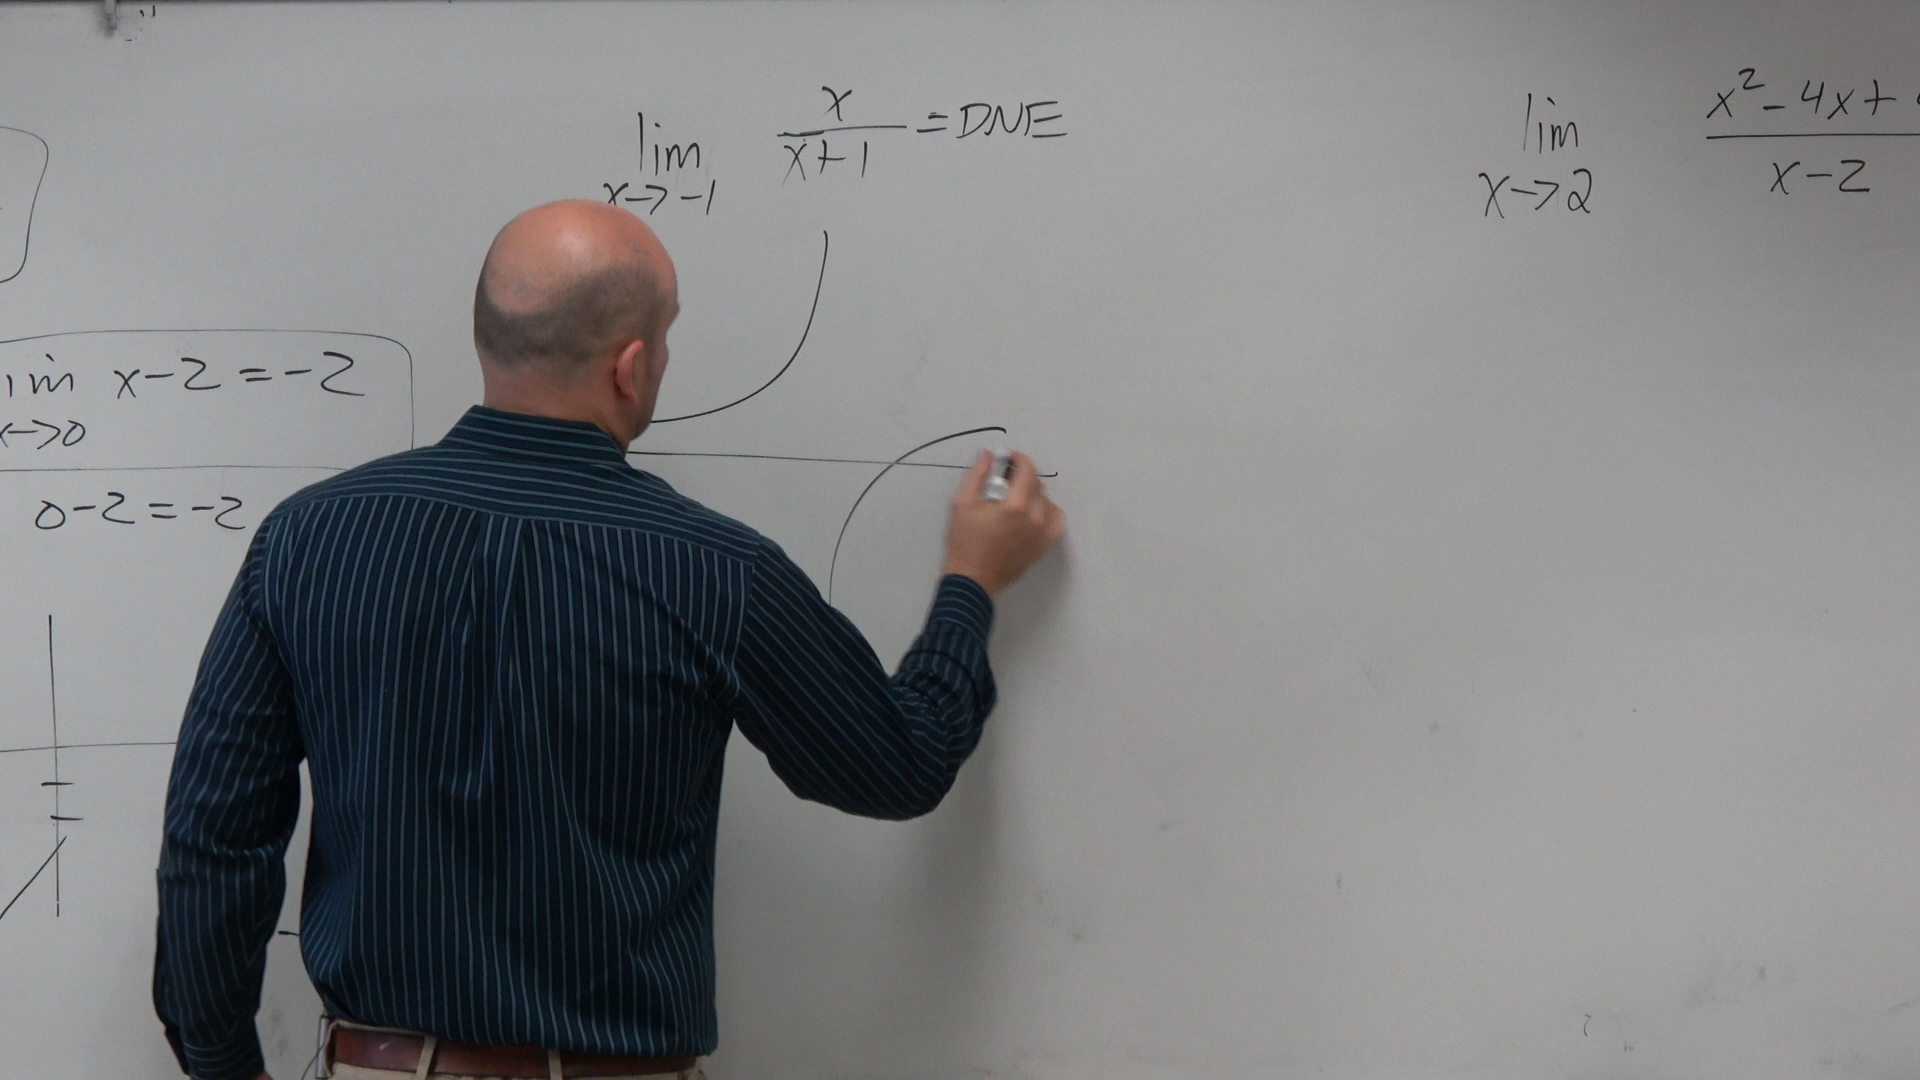 lim x/(x+1) = DNE
x→-1
lim x²-4x+
x→2 x-2
lim x-2=-2
x→0
0-2=-2